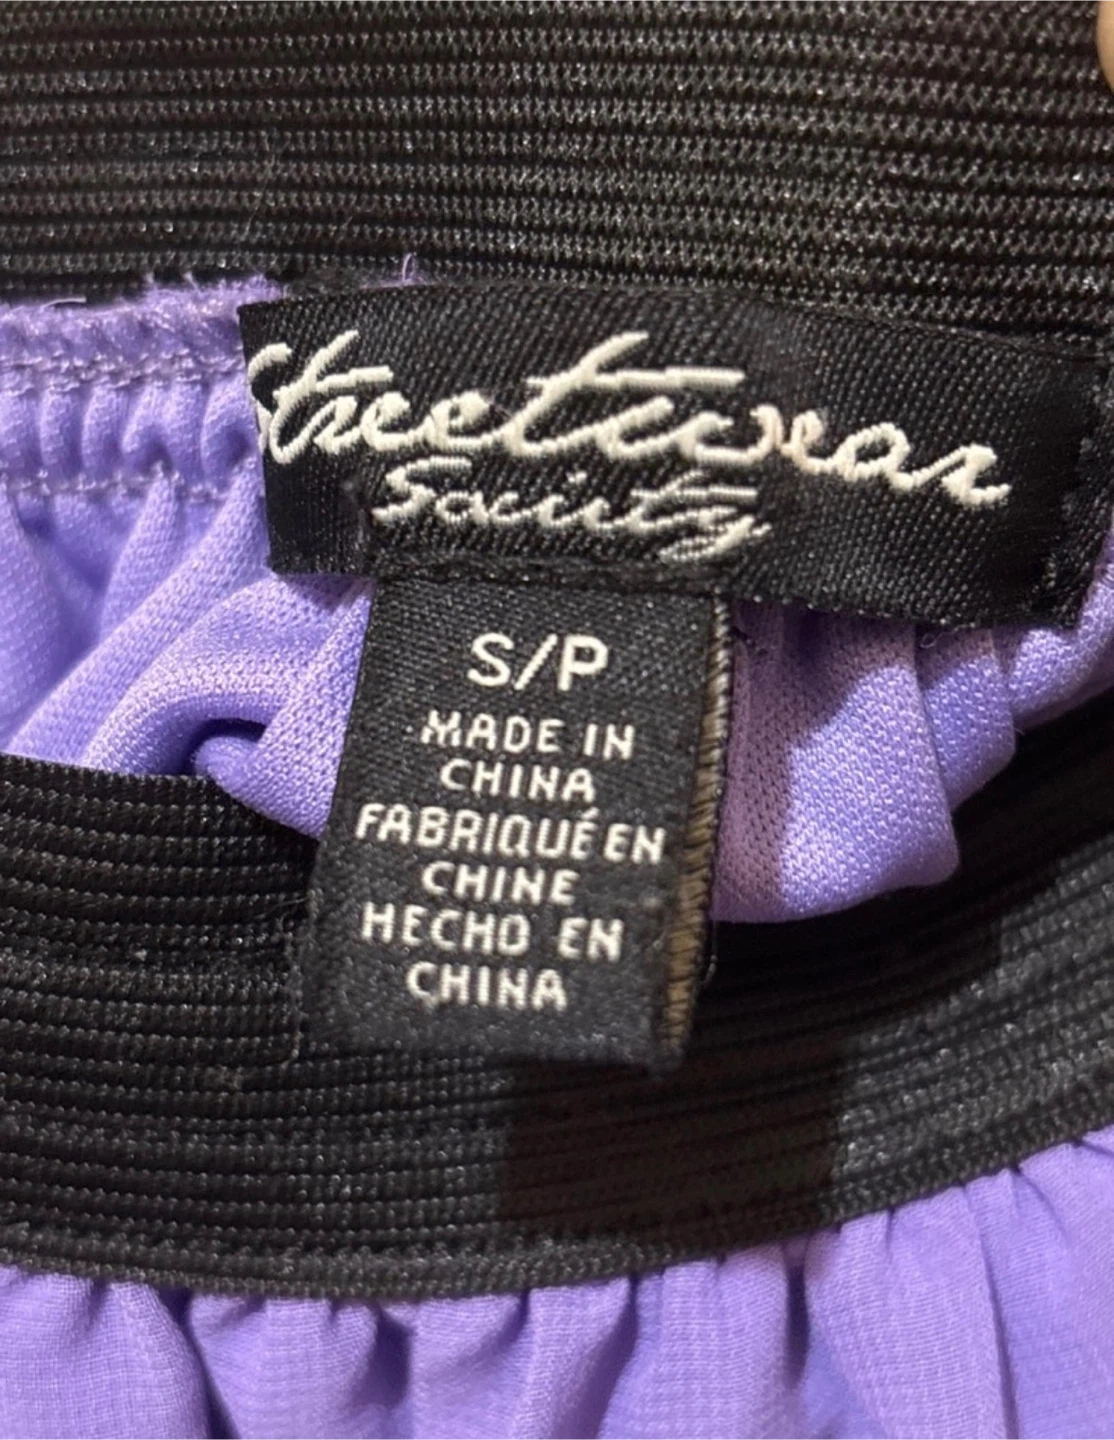 Streetwear
Society
S/P
MADE IN
CHINA
FABRIQUÉ EN
CHINE
HECHO EN
CHINA